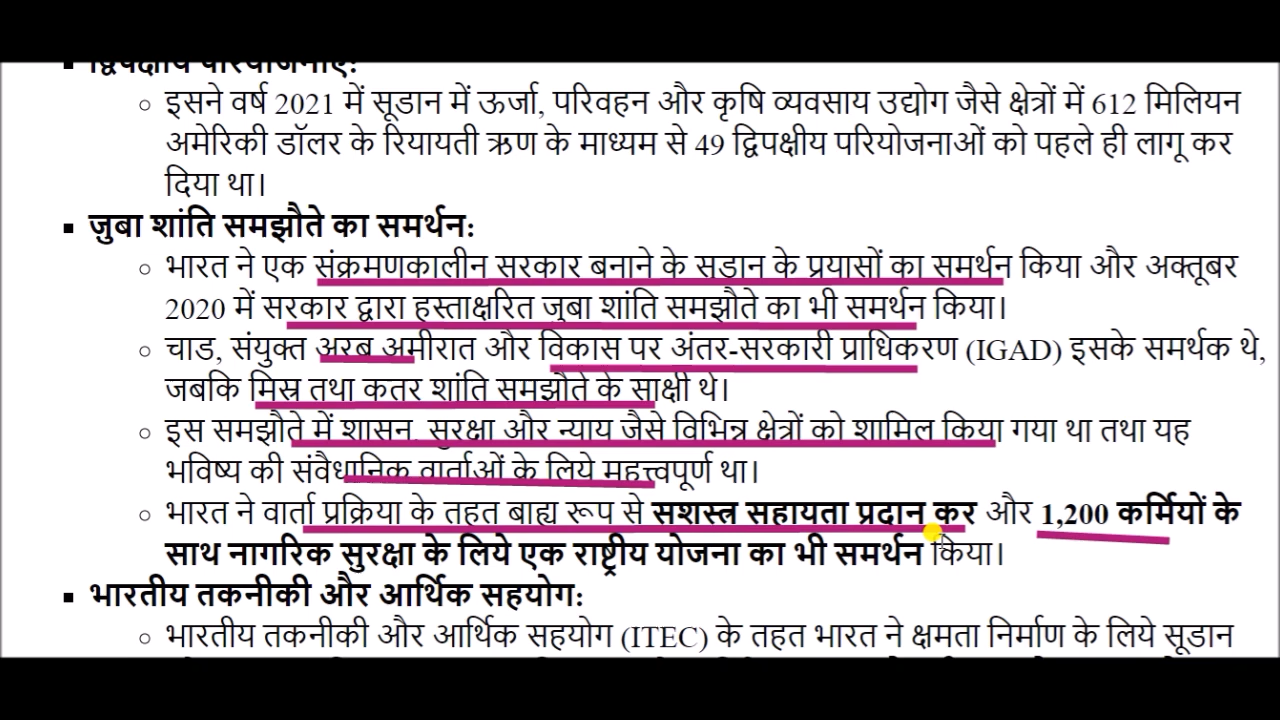 द्विपक्षीय परियोजनाएँ:
इसने वर्ष 2021 में सूडान में ऊर्जा, परिवहन और कृषि व्यवसाय उद्योग जैसे क्षेत्रों में 612 मिलियन
अमेरिकी डॉलर के रियायती ऋण के माध्यम से 49 द्विपक्षीय परियोजनाओं को पहले ही लागू कर
दिया था।
जुबा शांति समझौते का समर्थन:
भारत ने एक संक्रमणकालीन सरकार बनाने के सूडान के प्रयासों का समर्थन किया और अक्तूबर
2020 में सरकार द्वारा हस्ताक्षरित जुबा शांति समझौते का भी समर्थन किया।
चाड, संयुक्त अरब अमीरात और विकास पर अंतर-सरकारी प्राधिकरण (IGAD) इसके समर्थक थे,
जबकि मिस्र तथा कतर शांति समझौते के साक्षी थे।
इस समझौते में शासन, सुरक्षा और न्याय जैसे विभिन्न क्षेत्रों को शामिल किया गया था तथा यह
भविष्य की संवैधानिक वार्ताओं के लिये महत्त्वपूर्ण था।
भारत ने वार्ता प्रक्रिया के तहत बाह्य रूप से सशस्त्र सहायता प्रदान कर और 1,200 कर्मियों के
साथ नागरिक सुरक्षा के लिये एक राष्ट्रीय योजना का भी समर्थन किया।
भारतीय तकनीकी और आर्थिक सहयोग:
भारतीय तकनीकी और आर्थिक सहयोग (ITEC) के तहत भारत ने क्षमता निर्माण के लिये सूडान